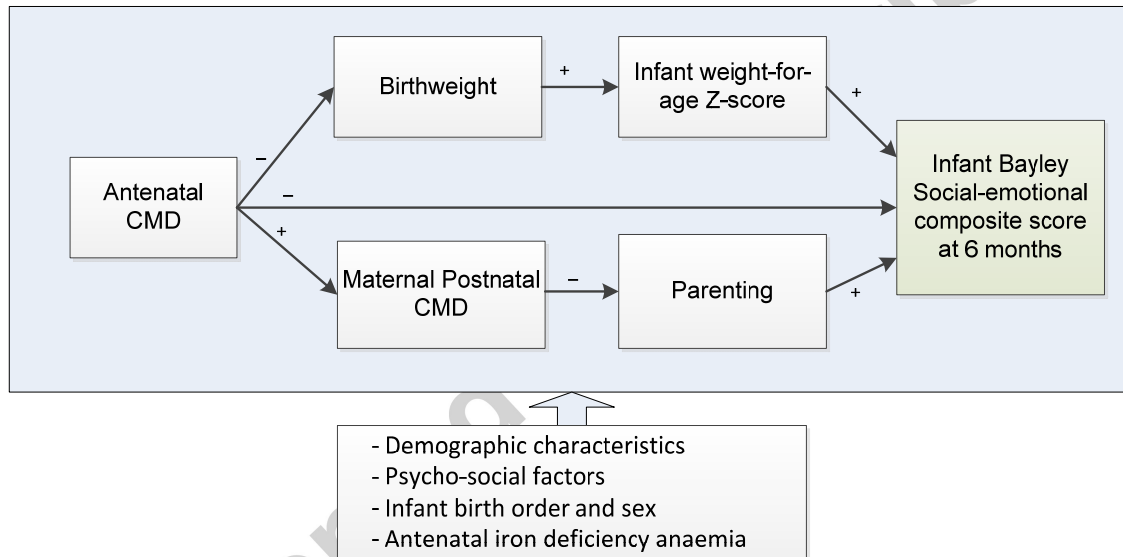 Birthweight
+
Infant weight-for-
age Z-score
+
–
Antenatal
CMD
–
Infant Bayley
Social-emotional
composite score
at 6 months
+
Maternal Postnatal
CMD
–
Parenting
+
- Demographic characteristics
- Psycho-social factors
- Infant birth order and sex
- Antenatal iron deficiency anaemia